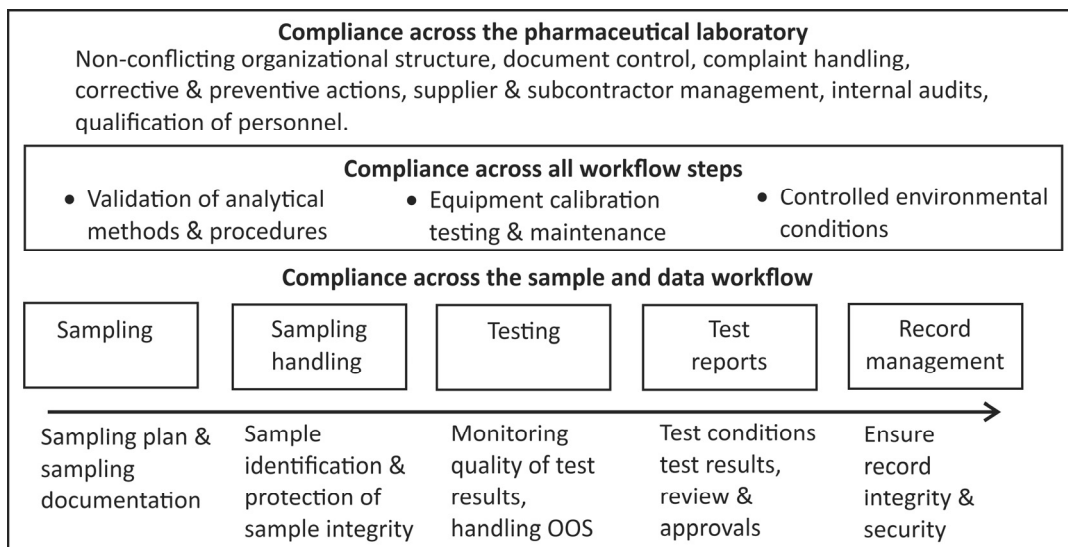 Compliance across the pharmaceutical laboratory
Non-conflicting organizational structure, document control, complaint handling,
corrective & preventive actions, supplier & subcontractor management, internal audits,
qualification of personnel.
Compliance across all workflow steps
• Validation of analytical
methods & procedures
• Equipment calibration
testing & maintenance
• Controlled environmental
conditions
Compliance across the sample and data workflow
Sampling
Sampling
handling
Testing
Test
reports
Record
management
Sampling plan &
sampling
documentation
Sample
identification &
protection of
sample integrity
Monitoring
quality of test
results,
handling OOS
Test conditions
test results,
review &
approvals
Ensure
record
integrity &
security